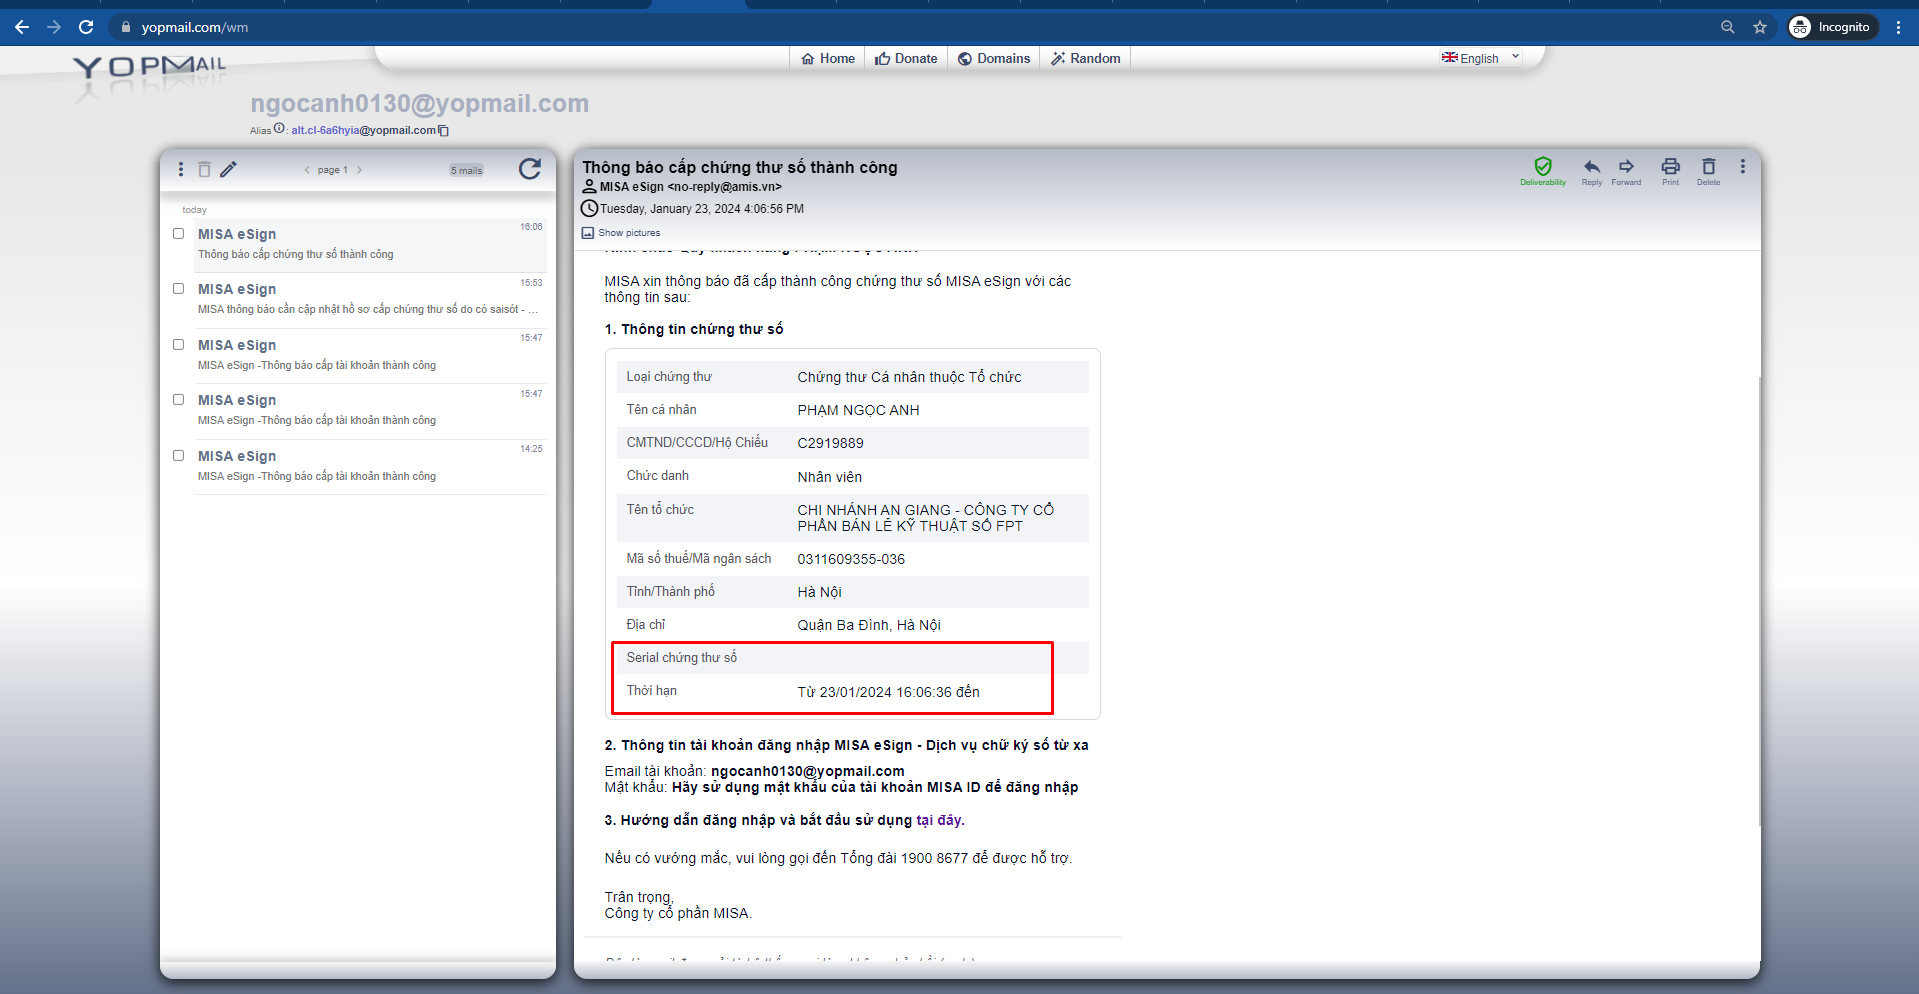 yopmail.com/wm
Incognito
YOPMAIL
Home
Donate
Domains
Random
English
ngocanh0130@yopmail.com
Alias : alt.cl-6a6hyia@yopmail.com
page 1
5 mails
today
MISA eSign
16:06
Thông báo cấp chứng thư số thành công
MISA eSign
15:53
MISA thông báo cần cập nhật hồ sơ cấp chứng thư số do có saisót - ...
MISA eSign
15:47
MISA eSign -Thông báo cấp tài khoản thành công
MISA eSign
15:47
MISA eSign -Thông báo cấp tài khoản thành công
MISA eSign
14:25
MISA eSign -Thông báo cấp tài khoản thành công
Thông báo cấp chứng thư số thành công
MISA eSign <no-reply@amis.vn>
Tuesday, January 23, 2024 4:06:56 PM
Show pictures
Deliverability
Reply
Forward
Print
Delete
MISA xin thông báo đã cấp thành công chứng thư số MISA eSign với các
thông tin sau:
1. Thông tin chứng thư số
Loại chứng thư Chứng thư Cá nhân thuộc Tổ chức
Tên cá nhân PHẠM NGỌC ANH
CMTND/CCCD/Hộ Chiếu C2919889
Chức danh Nhân viên
Tên tổ chức CHI NHÁNH AN GIANG - CÔNG TY CỔ
PHẦN BÁN LẺ KỸ THUẬT SỐ FPT
Mã số thuế/Mã ngân sách 0311609355-036
Tỉnh/Thành phố Hà Nội
Địa chỉ Quận Ba Đình, Hà Nội
Serial chứng thư số
Thời hạn Từ 23/01/2024 16:06:36 đến
2. Thông tin tài khoản đăng nhập MISA eSign - Dịch vụ chữ ký số từ xa
Email tài khoản: ngocanh0130@yopmail.com
Mật khẩu: Hãy sử dụng mật khẩu của tài khoản MISA ID để đăng nhập
3. Hướng dẫn đăng nhập và bắt đầu sử dụng tại đây.
Nếu có vướng mắc, vui lòng gọi đến Tổng đài 1900 8677 để được hỗ trợ.
Trân trọng,
Công ty cổ phần MISA.